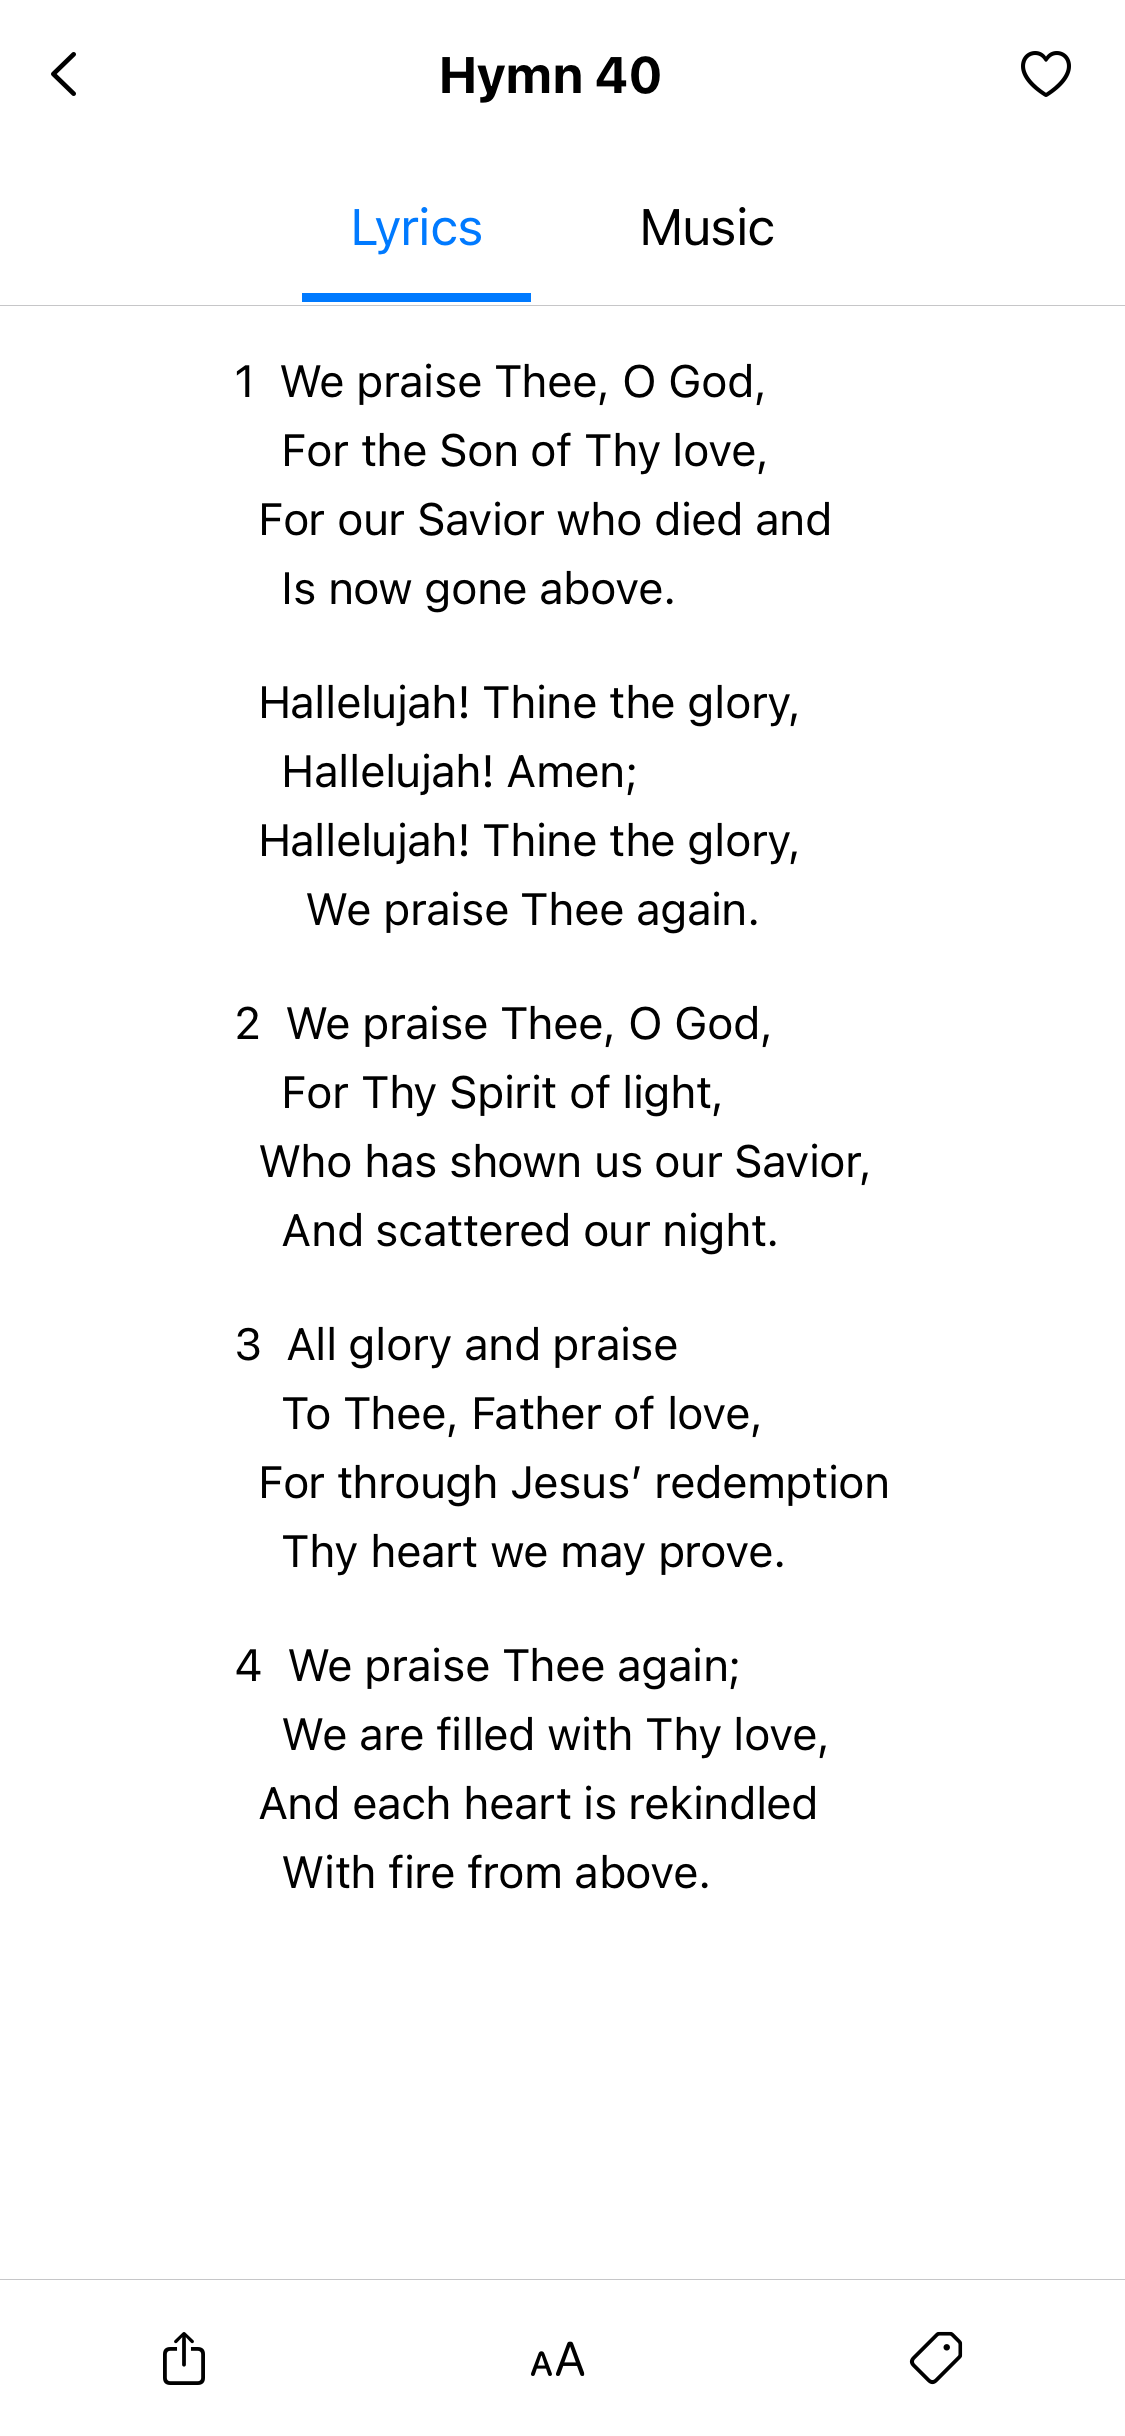 Hymn 40
Lyrics Music
1 We praise Thee, O God,
For the Son of Thy love,
For our Savior who died and
Is now gone above.
Hallelujah! Thine the glory,
Hallelujah! Amen;
Hallelujah! Thine the glory,
We praise Thee again.
2 We praise Thee, O God,
For Thy Spirit of light,
Who has shown us our Savior,
And scattered our night.
3 All glory and praise
To Thee, Father of love,
For through Jesus’ redemption
Thy heart we may prove.
4 We praise Thee again;
We are filled with Thy love,
And each heart is rekindled
With fire from above.
AA